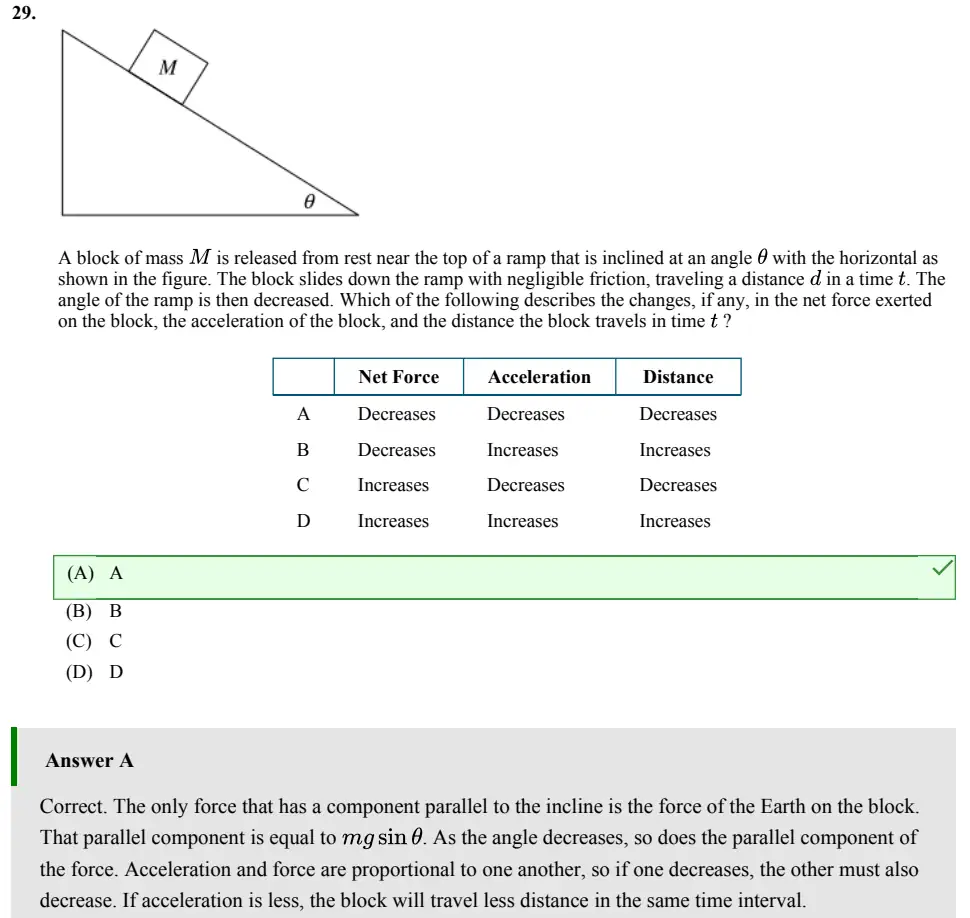 29.
M
θ
A block of mass M is released from rest near the top of a ramp that is inclined at an angle θ with the horizontal as
shown in the figure. The block slides down the ramp with negligible friction, traveling a distance d in a time t. The
angle of the ramp is then decreased. Which of the following describes the changes, if any, in the net force exerted
on the block, the acceleration of the block, and the distance the block travels in time t ?
Net Force Acceleration Distance
A Decreases Decreases Decreases
B Decreases Increases Increases
C Increases Decreases Decreases
D Increases Increases Increases
(A) A
(B) B
(C) C
(D) D
Answer A
Correct. The only force that has a component parallel to the incline is the force of the Earth on the block.
That parallel component is equal to mg sin θ. As the angle decreases, so does the parallel component of
the force. Acceleration and force are proportional to one another, so if one decreases, the other must also
decrease. If acceleration is less, the block will travel less distance in the same time interval.